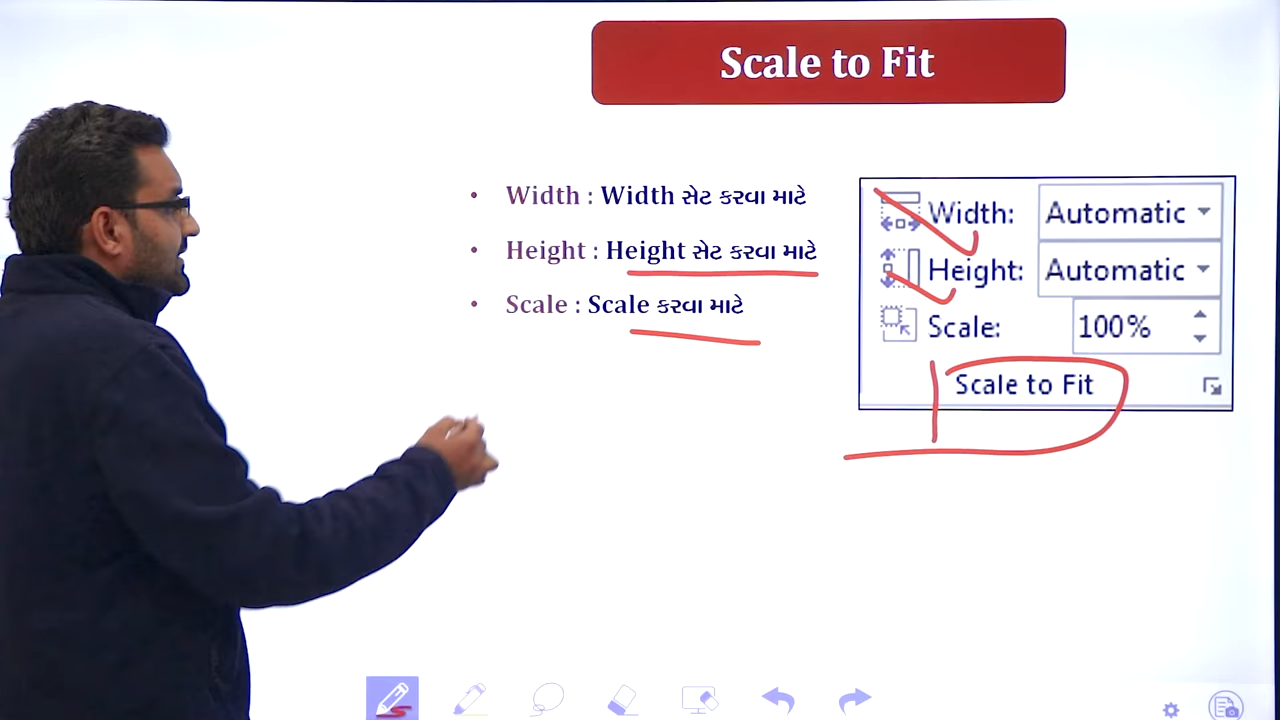 Scale to Fit
• Width : Width સેટ કરવા માટે
• Height : Height સેટ કરવા માટે
• Scale : Scale કરવા માટે
Width: Automatic
Height: Automatic
Scale: 100%
Scale to Fit